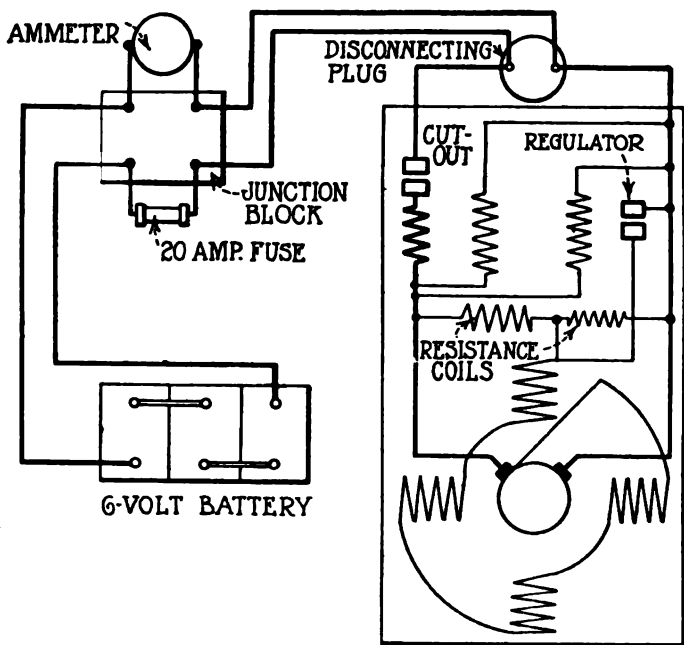 AMMETER
DISCONNECTING
PLUG
CUT-
OUT
REGULATOR
JUNCTION
BLOCK
20 AMP. FUSE
RESISTANCE
COILS
6-VOLT BATTERY